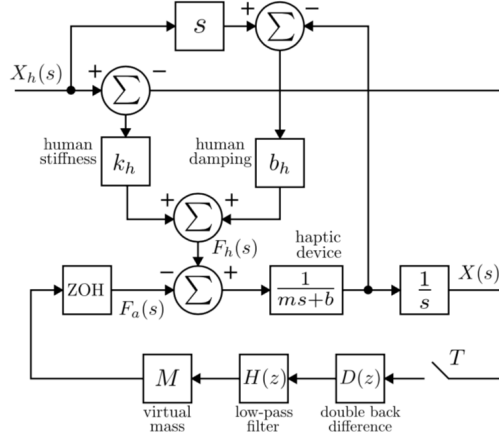 s
+
−
X_h(s)
+
−
Σ
Σ
human
stiffness
k_h
human
damping
b_h
+
+
Σ
F_h(s)
haptic
device
ZOH
F_a(s)
−
+
Σ
1
ms+b
1
s
X(s)
M
H(z)
D(z)
T
virtual
mass
low-pass
filter
double back
difference